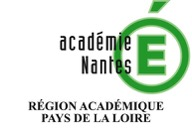 académie
Nantes
É
RÉGION ACADÉMIQUE
PAYS DE LA LOIRE